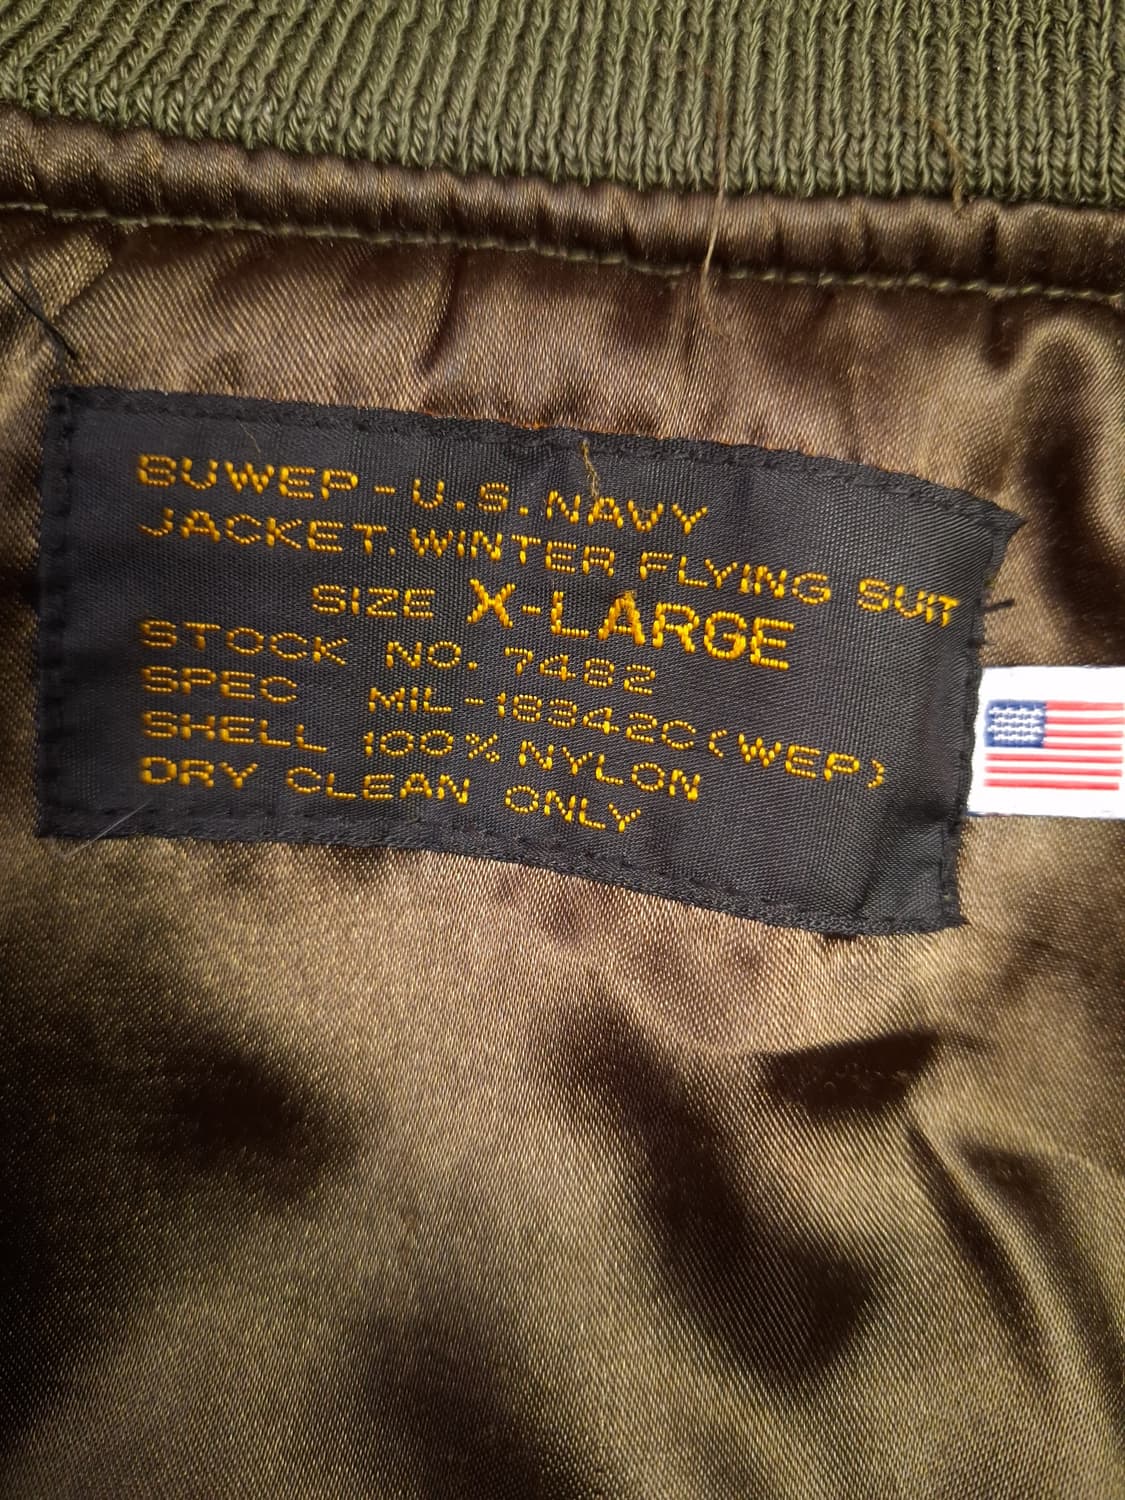 BUWEP-U.S. NAVY
JACKET. WINTER FLYING SUIT
SIZE X-LARGE
STOCK NO. 7482
SPEC MIL-18342C (WEP)
SHELL 100% NYLON
DRY CLEAN ONLY